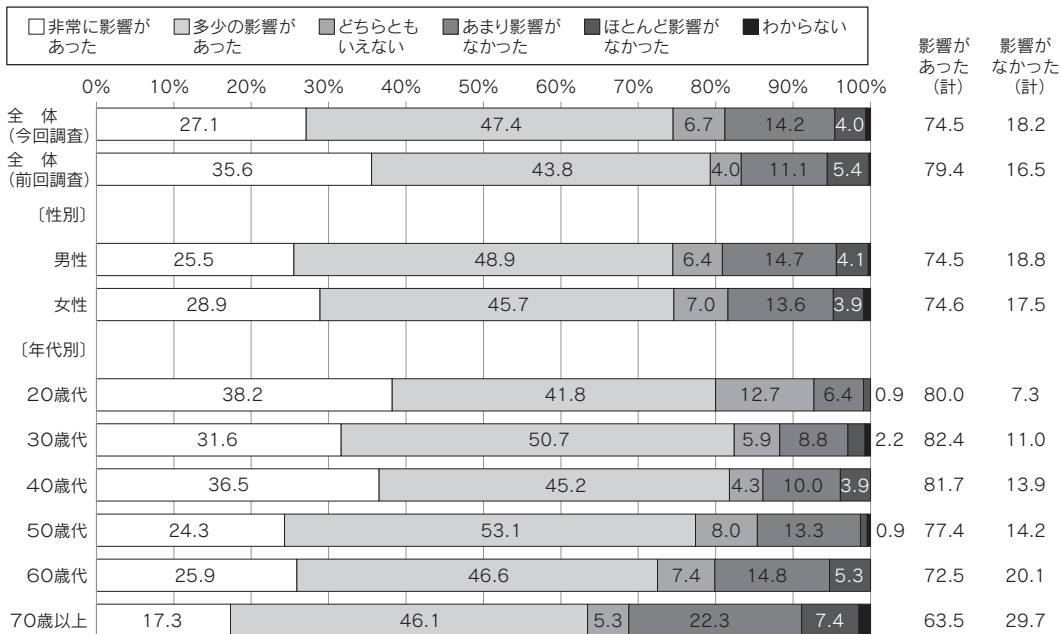 非常に影響が 多少の影響が どちらとも あまり影響が ほとんど影響が わからない
あった あった いえない なかった なかった
影響が 影響が
あった なかった
（計） （計）
0% 10% 20% 30% 40% 50% 60% 70% 80% 90% 100%
全　体
（今回調査） 27.1 47.4 6.7 14.2 4.0 74.5 18.2
全　体
（前回調査） 35.6 43.8 4.0 11.1 5.4 79.4 16.5
〔性別〕
男性 25.5 48.9 6.4 14.7 4.1 74.5 18.8
女性 28.9 45.7 7.0 13.6 3.9 74.6 17.5
〔年代別〕
20歳代 38.2 41.8 12.7 6.4 0.9 80.0 7.3
30歳代 31.6 50.7 5.9 8.8 2.2 82.4 11.0
40歳代 36.5 45.2 4.3 10.0 3.9 81.7 13.9
50歳代 24.3 53.1 8.0 13.3 0.9 77.4 14.2
60歳代 25.9 46.6 7.4 14.8 5.3 72.5 20.1
70歳以上 17.3 46.1 5.3 22.3 7.4 63.5 29.7